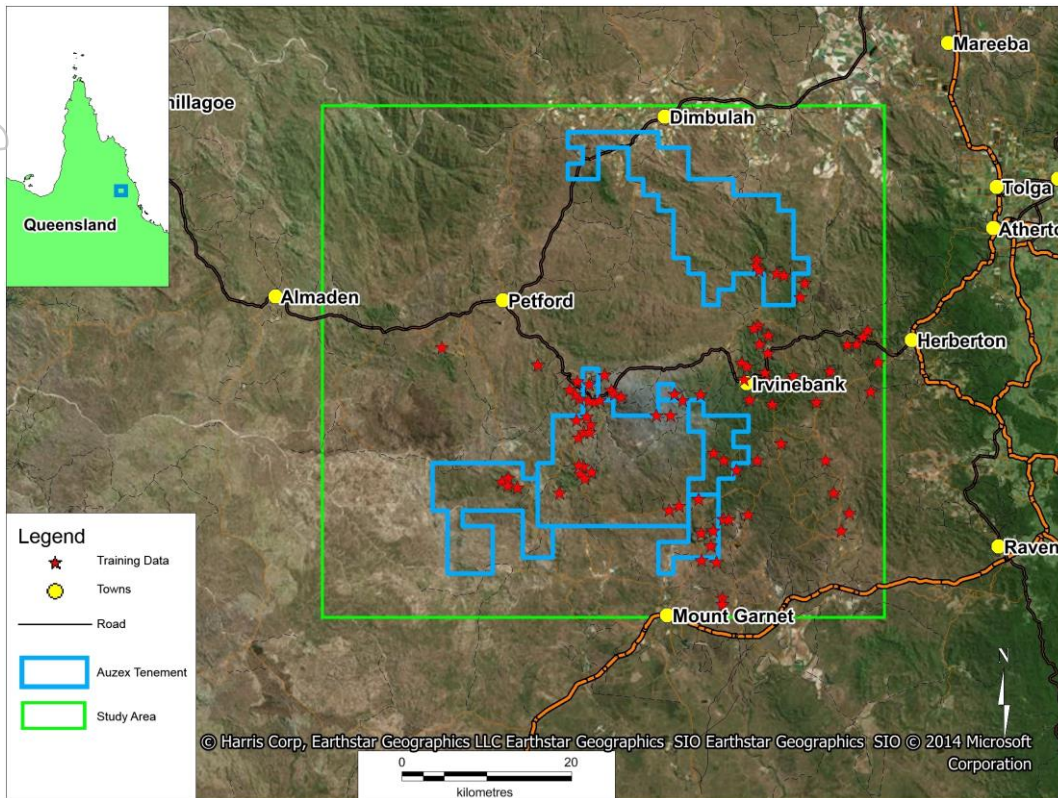 hillagoe
Mareeba
Dimbulah
Tolga
Queensland
Atherto
Almaden
Petford
Herberton
Irvinebank
Legend
Training Data
Towns
Road
Auzex Tenement
Study Area
Raven
Mount Garnet
N
© Harris Corp, Earthstar Geographics LLC Earthstar Geographics SIO Earthstar Geographics SIO © 2014 Microsoft
Corporation
0 20
kilometres